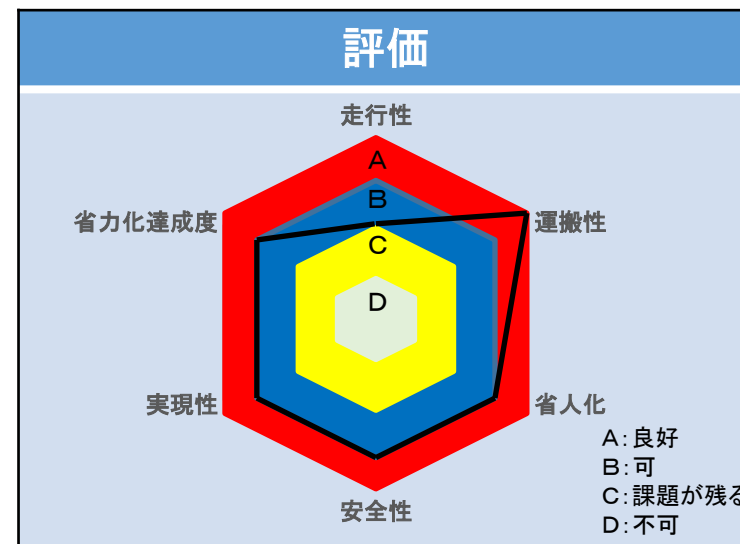 評価
走行性
A
B
省力化達成度
運搬性
C
D
実現性
省人化
安全性
A：良好
B：可
C：課題が残る
D：不可